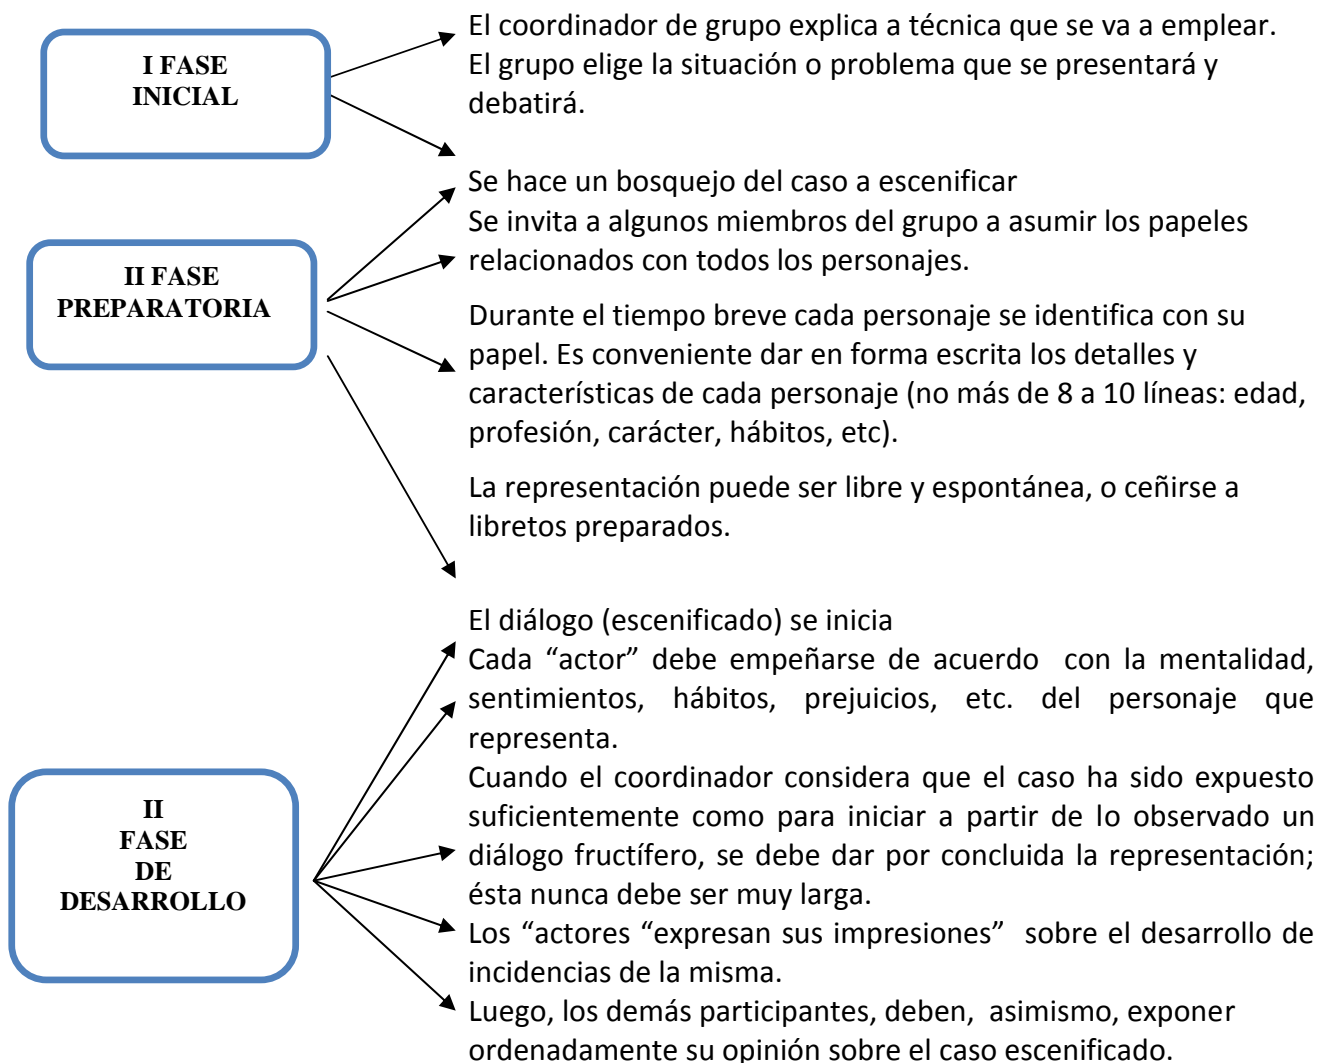 I FASE
INICIAL
El coordinador de grupo explica a técnica que se va a emplear.
El grupo elige la situación o problema que se presentará y
debatirá.
II FASE
PREPARATORIA
Se hace un bosquejo del caso a escenificar
Se invita a algunos miembros del grupo a asumir los papeles
relacionados con todos los personajes.
Durante el tiempo breve cada personaje se identifica con su
papel. Es conveniente dar en forma escrita los detalles y
características de cada personaje (no más de 8 a 10 líneas: edad,
profesión, carácter, hábitos, etc).
La representación puede ser libre y espontánea, o ceñirse a
libretos preparados.
II
FASE
DE
DESARROLLO
El diálogo (escenificado) se inicia
Cada “actor” debe empeñarse de acuerdo con la mentalidad,
sentimientos, hábitos, prejuicios, etc. del personaje que
representa.
Cuando el coordinador considera que el caso ha sido expuesto
suficientemente como para iniciar a partir de lo observado un
diálogo fructífero, se debe dar por concluida la representación;
ésta nunca debe ser muy larga.
Los “actores “expresan sus impresiones” sobre el desarrollo de
incidencias de la misma.
Luego, los demás participantes, deben, asimismo, exponer
ordenadamente su opinión sobre el caso escenificado.